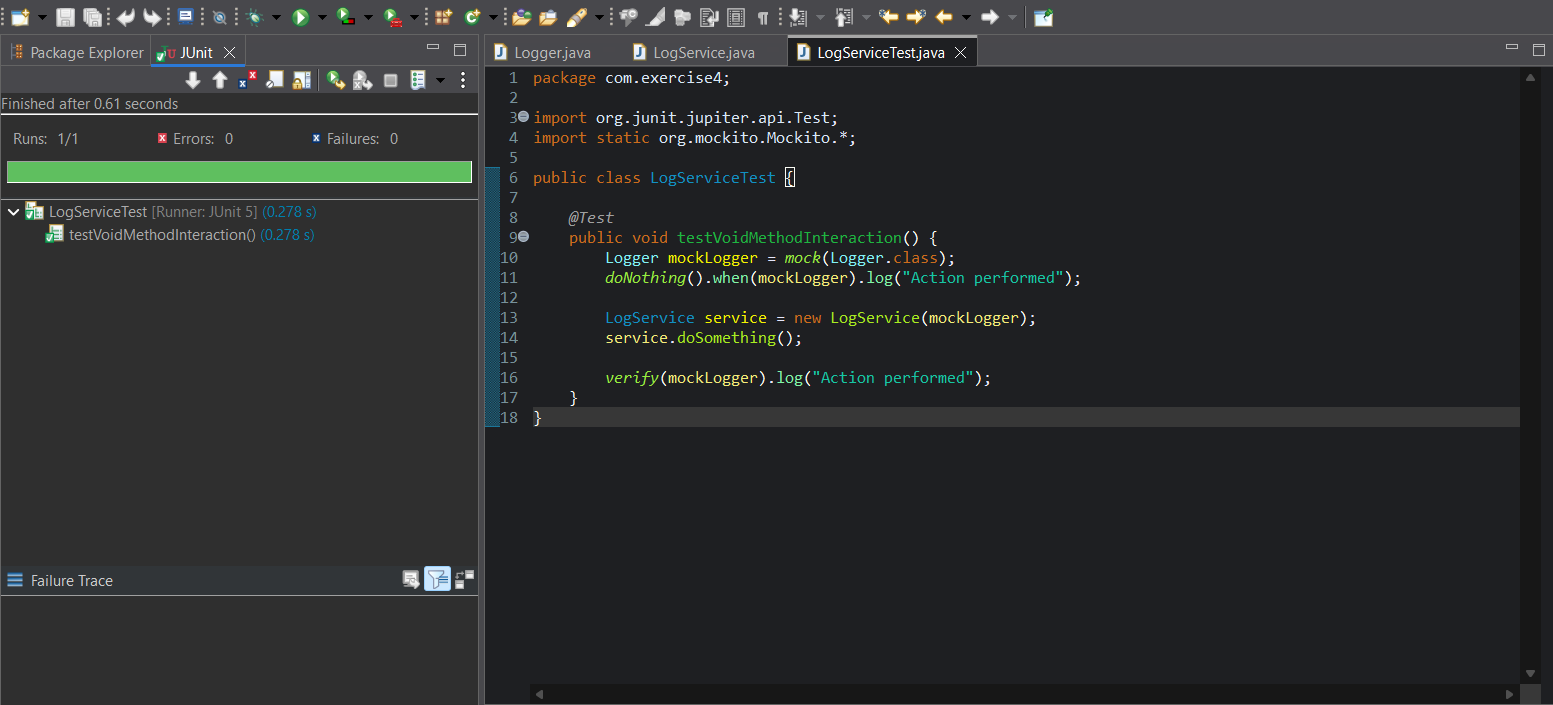 Package Explorer JUnit
Finished after 0.61 seconds
Runs: 1/1 Errors: 0 Failures: 0
LogServiceTest [Runner: JUnit 5] (0.278 s)
testVoidMethodInteraction() (0.278 s)
Failure Trace
Logger.java LogService.java LogServiceTest.java
1 package com.exercise4;
2
3 import org.junit.jupiter.api.Test;
4 import static org.mockito.Mockito.*;
5
6 public class LogServiceTest {
7
8     @Test
9     public void testVoidMethodInteraction() {
10         Logger mockLogger = mock(Logger.class);
11         doNothing().when(mockLogger).log("Action performed");
12
13         LogService service = new LogService(mockLogger);
14         service.doSomething();
15
16         verify(mockLogger).log("Action performed");
17     }
18 }